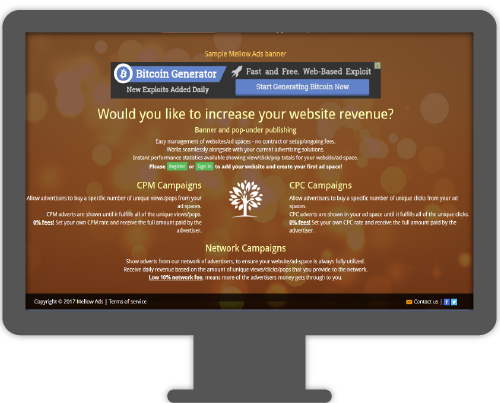 Sample Mellow Ads banner
Bitcoin Generator
New Exploits Added Daily
Fast and Free, Web-Based Exploit
Start Generating Bitcoin Now
Would you like to increase your website revenue?
Banner and pop-under publishing
Easy management of websites/ad spaces - no contract or setup/ongoing fees.
Works seamlessly alongside with your current advertising solutions.
Instant performance statistics available showing view/click/pop totals for your website/ad space.
Please Register or Sign In to add your website and create your first ad space!
CPM Campaigns
Allow advertisers to buy a specific number of unique views/pops from your
ad spaces.
CPM adverts are shown until it fulfills all of the unique views/pops.
0% fees! Set your own CPM rate and receive the full amount paid by the
advertiser.
CPC Campaigns
Allow advertisers to buy a specific number of unique clicks from your ad
spaces.
CPC adverts are shown in your ad space until it fulfills all of the unique clicks.
0% fees! Set your own CPC rate and receive the full amount paid by the
advertiser.
Network Campaigns
Show adverts from our network of advertisers, to ensure your website/adspace is always fully utilized.
Receive daily revenue based on the amount of unique views/clicks/pops that you provide to the network.
Low 10% network fee, means more of the advertisers money gets through to you.
Copyright © 2017 Mellow Ads | Terms of service
Contact us |